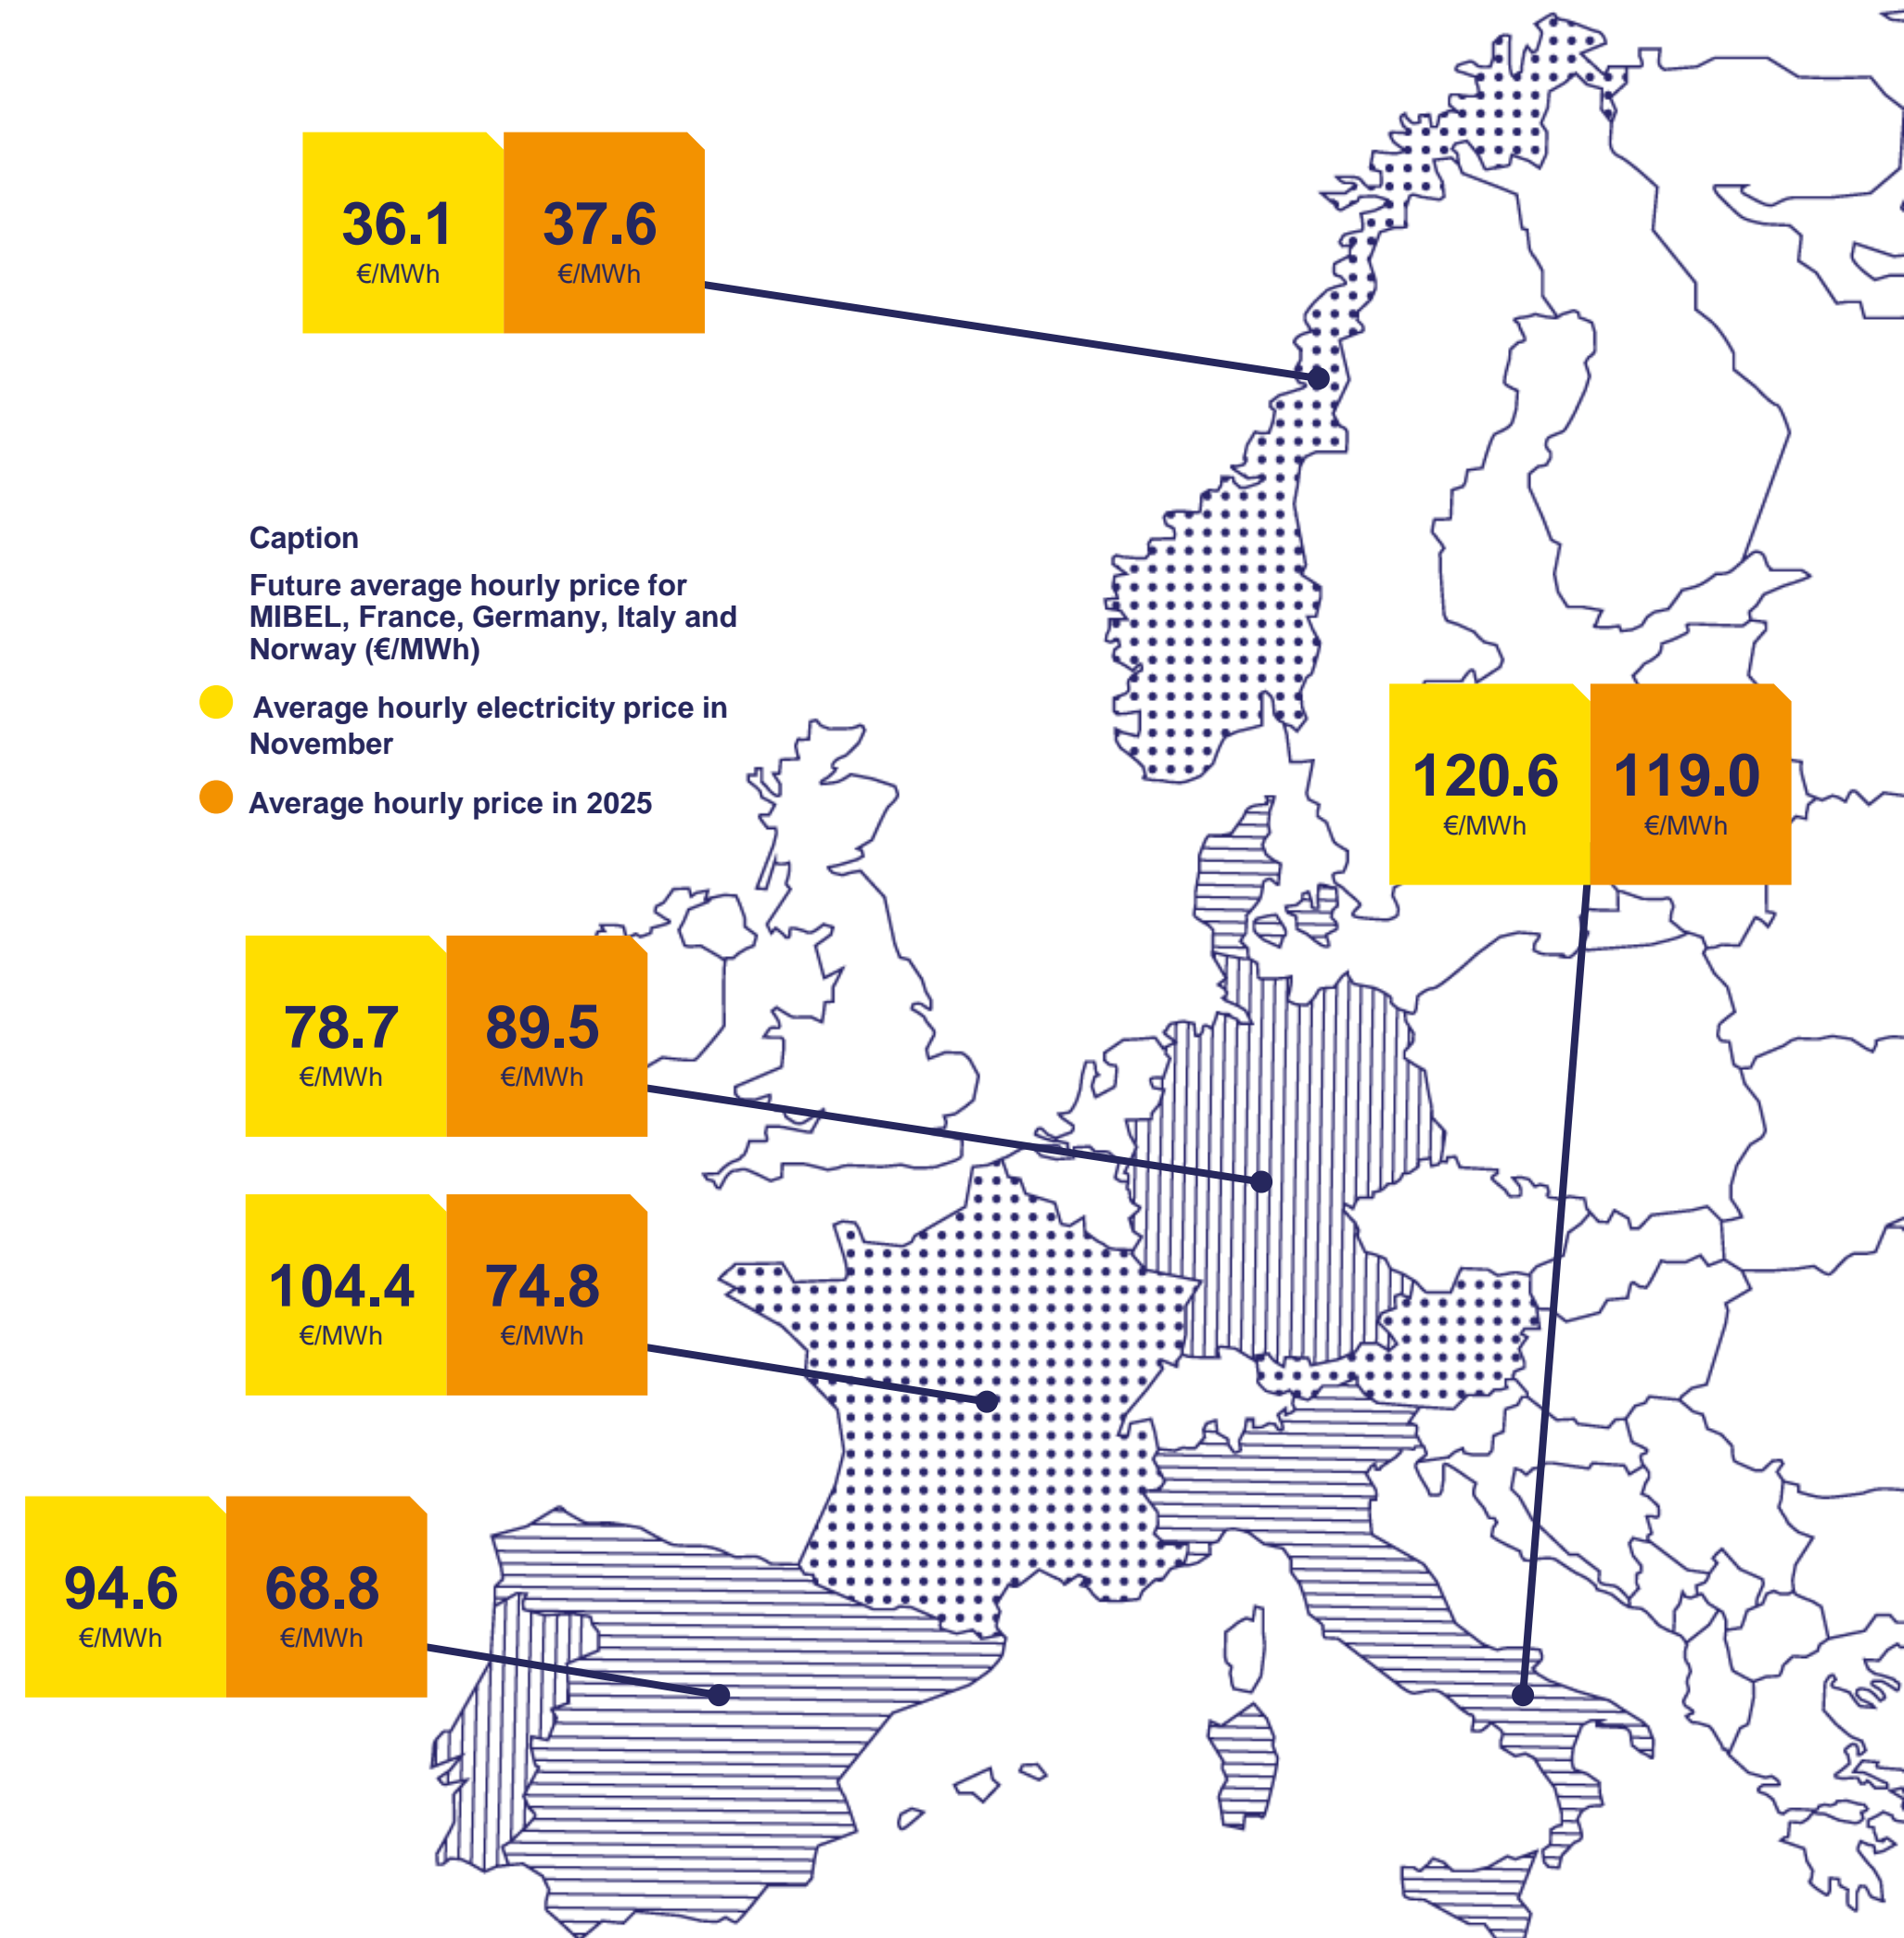 36.1
€/MWh
37.6
€/MWh
Caption
Future average hourly price for
MIBEL, France, Germany, Italy and
Norway (€/MWh)
Average hourly electricity price in
November
Average hourly price in 2025
120.6
€/MWh
119.0
€/MWh
78.7
€/MWh
89.5
€/MWh
104.4
€/MWh
74.8
€/MWh
94.6
€/MWh
68.8
€/MWh